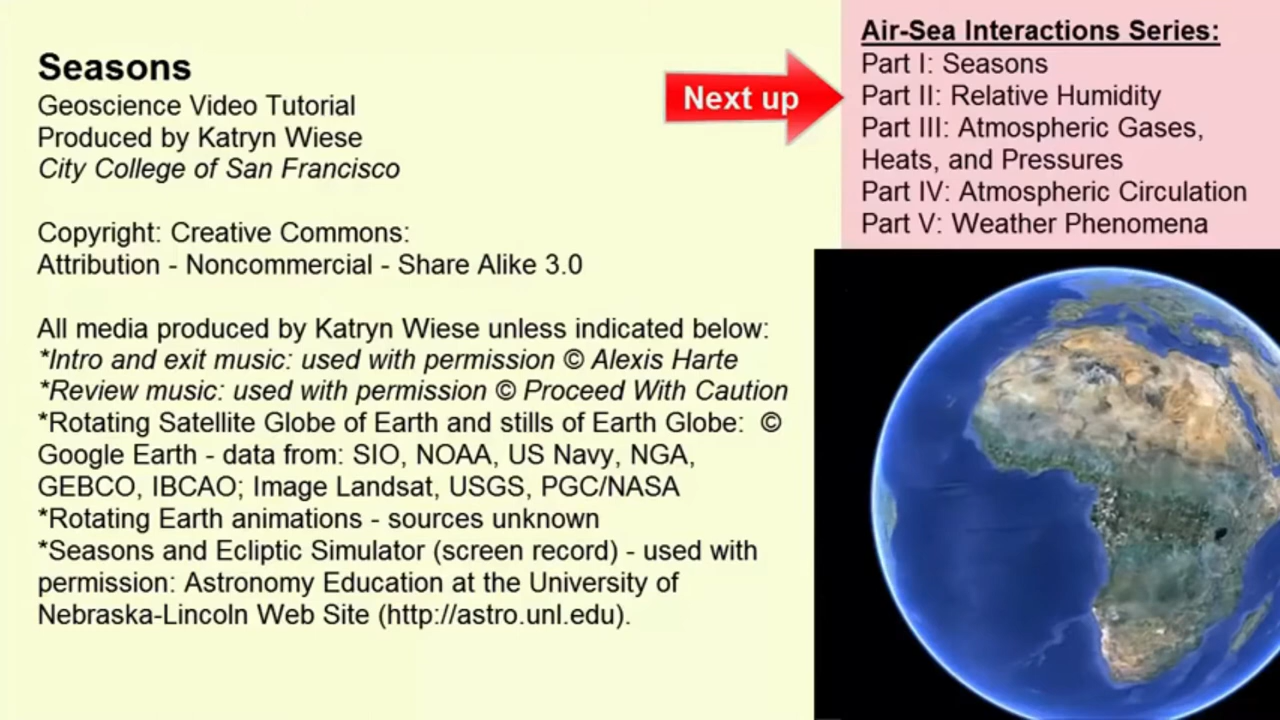 Seasons
Geoscience Video Tutorial
Produced by Katryn Wiese
City College of San Francisco
Copyright: Creative Commons:
Attribution - Noncommercial - Share Alike 3.0
All media produced by Katryn Wiese unless indicated below:
*Intro and exit music: used with permission © Alexis Harte
*Review music: used with permission © Proceed With Caution
*Rotating Satellite Globe of Earth and stills of Earth Globe: ©
Google Earth - data from: SIO, NOAA, US Navy, NGA,
GEBCO, IBCAO; Image Landsat, USGS, PGC/NASA
*Rotating Earth animations - sources unknown
*Seasons and Ecliptic Simulator (screen record) - used with
permission: Astronomy Education at the University of
Nebraska-Lincoln Web Site (http://astro.unl.edu).
Next up
Air-Sea Interactions Series:
Part I: Seasons
Part II: Relative Humidity
Part III: Atmospheric Gases,
Heats, and Pressures
Part IV: Atmospheric Circulation
Part V: Weather Phenomena